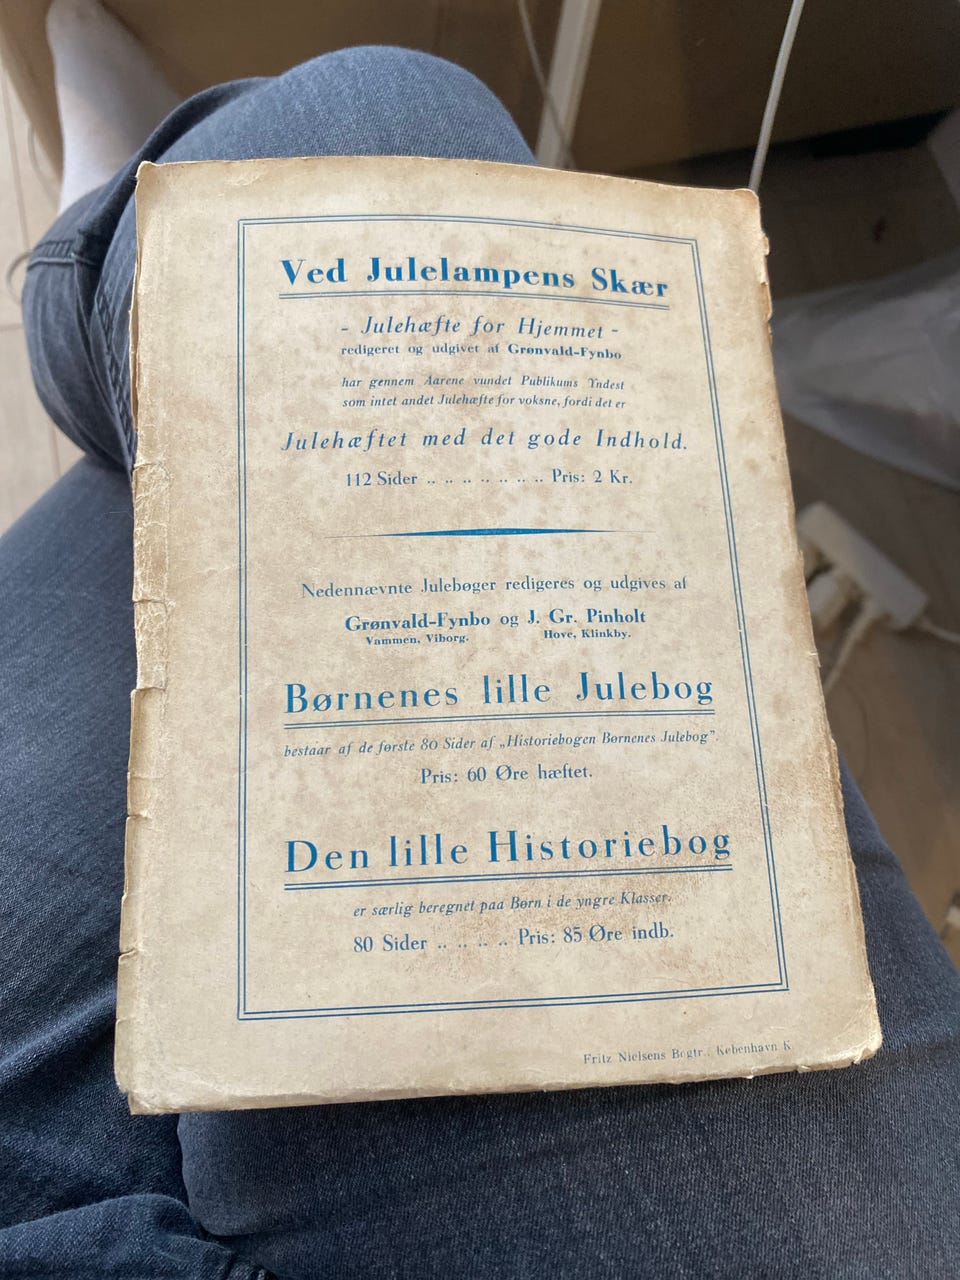 Ved Julelampens Skær
- Julehæfte for Hjemmet -
redigeret og udgivet af Grønvald-Fynbo
har gennem Aarene vundet Publikums Yndest
som intet andet Julehæfte for voksne, fordi det er
Julehæftet med det gode Indhold.
112 Sider .. .. .. .. .. .. .. Pris: 2 Kr.
Nedennævnte Julebøger redigeres og udgives af
Grønvald-Fynbo og J. Gr. Pinholt
Vammen, Viborg. Hove, Klinkby.
Børnenes lille Julebog
bestaar af de første 80 Sider af „Historiebogen Børnenes Julebog”.
Pris: 60 Øre hæftet.
Den lille Historiebog
er særlig beregnet paa Børn i de yngre Klasser.
80 Sider .. .. .. .. Pris: 85 Øre indb.
Fritz Nielsens Bogtr., København K